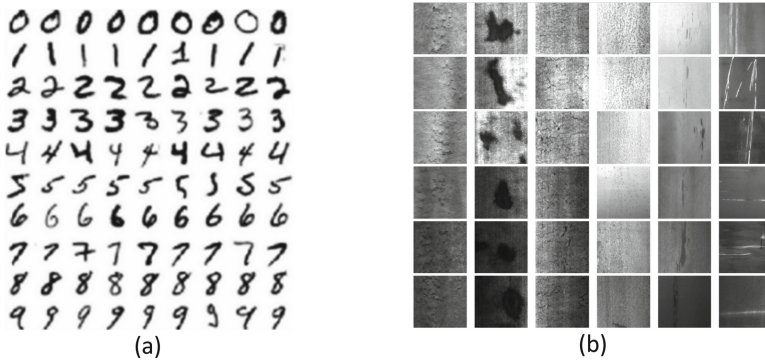 0 0 0 0 0 0 0 0 0
1 1 1 1 1 1 1 1 1
2 2 2 2 2 2 2 2 2
3 3 3 3 3 3 3 3 3
4 4 4 4 4 4 4 4 4
5 5 5 5 5 5 5 5 5
6 6 6 6 6 6 6 6 6
7 7 7 7 7 7 7 7 7
8 8 8 8 8 8 8 8 8
9 9 9 9 9 9 9 9 9
(a) (b)